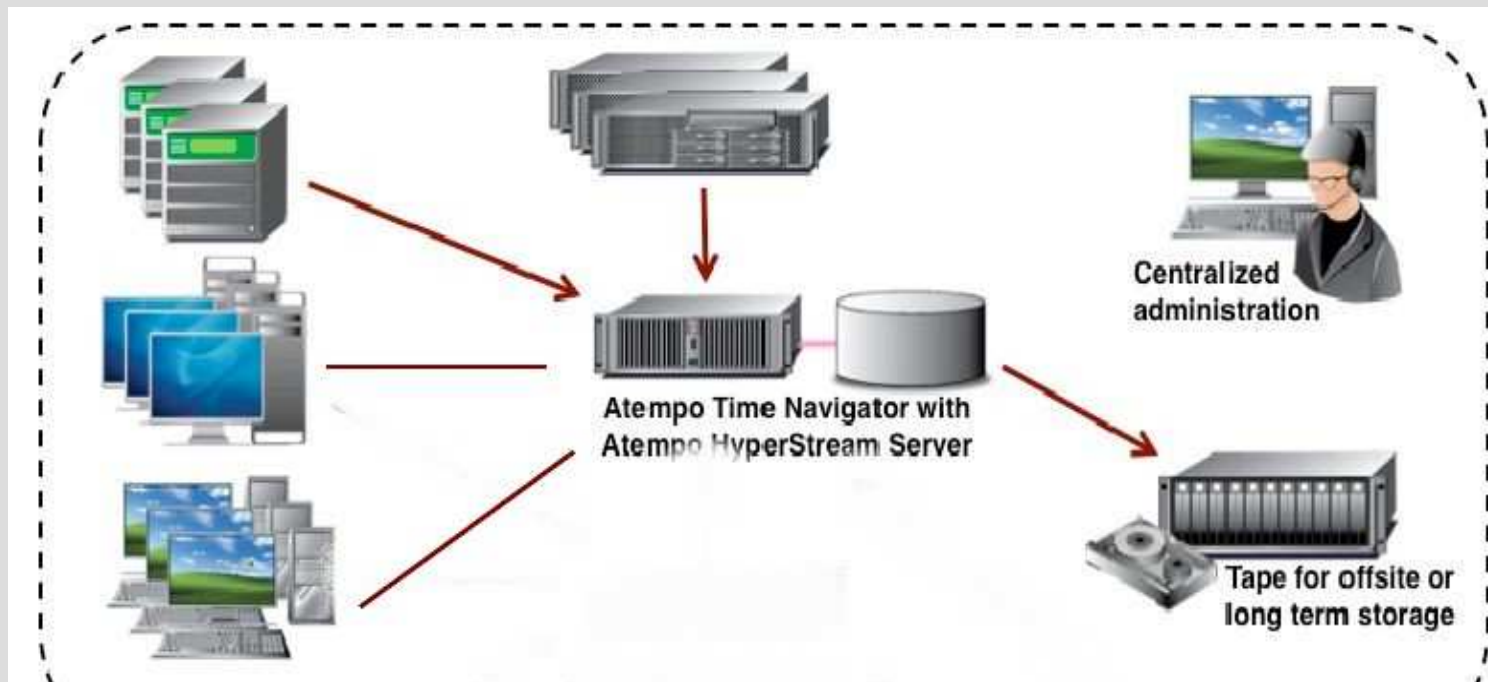 Centralized
administration
Atempo Time Navigator with
Atempo HyperStream Server
Tape for offsite or
long term storage